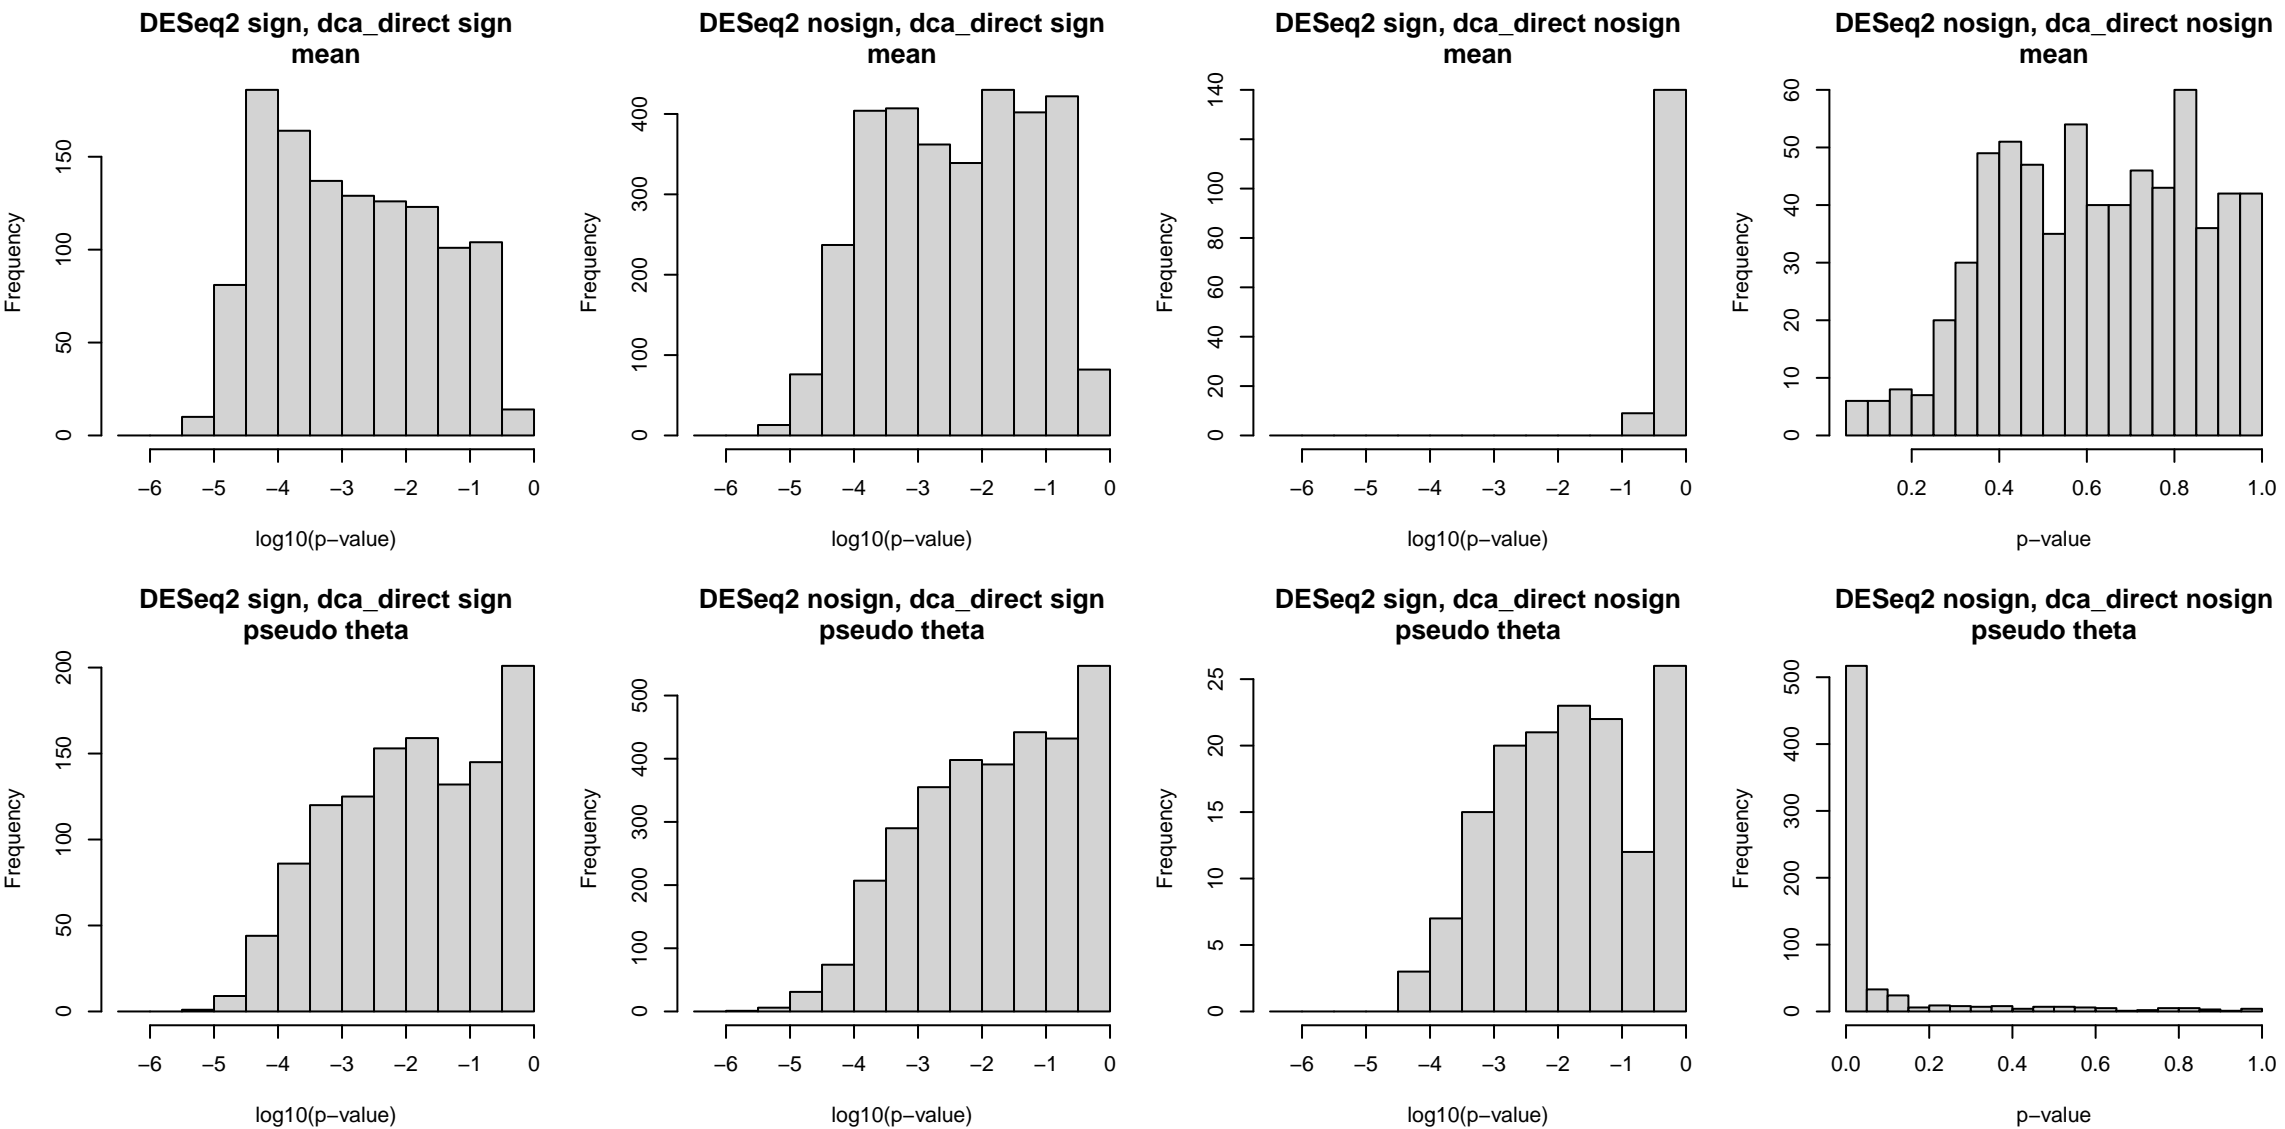 DESeq2 sign, dca_direct sign
mean
Frequency
0 50 100 150
−6 −5 −4 −3 −2 −1 0
log10(p−value)
DESeq2 nosign, dca_direct sign
mean
Frequency
0 100 200 300 400
−6 −5 −4 −3 −2 −1 0
log10(p−value)
DESeq2 sign, dca_direct nosign
mean
Frequency
0 20 40 60 80 100 140
−6 −5 −4 −3 −2 −1 0
log10(p−value)
DESeq2 nosign, dca_direct nosign
mean
Frequency
0 10 20 30 40 50 60
0.2 0.4 0.6 0.8 1.0
p−value
DESeq2 sign, dca_direct sign
pseudo theta
Frequency
0 50 100 150 200
−6 −5 −4 −3 −2 −1 0
log10(p−value)
DESeq2 nosign, dca_direct sign
pseudo theta
Frequency
0 100 200 300 400 500
−6 −5 −4 −3 −2 −1 0
log10(p−value)
DESeq2 sign, dca_direct nosign
pseudo theta
Frequency
0 5 10 15 20 25
−6 −5 −4 −3 −2 −1 0
log10(p−value)
DESeq2 nosign, dca_direct nosign
pseudo theta
Frequency
0 100 200 300 400 500
0.0 0.2 0.4 0.6 0.8 1.0
p−value